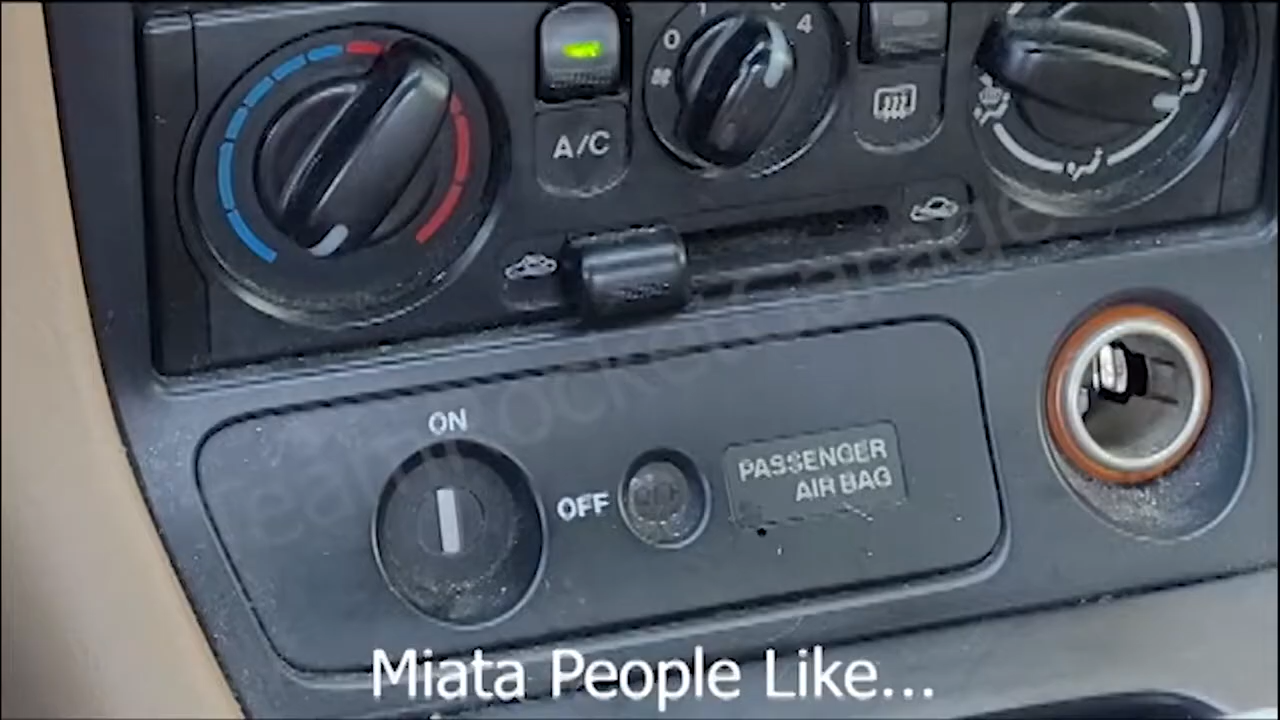 0
1
4
A/C
ON
OFF
PASSENGER
AIR BAG
Miata People Like...